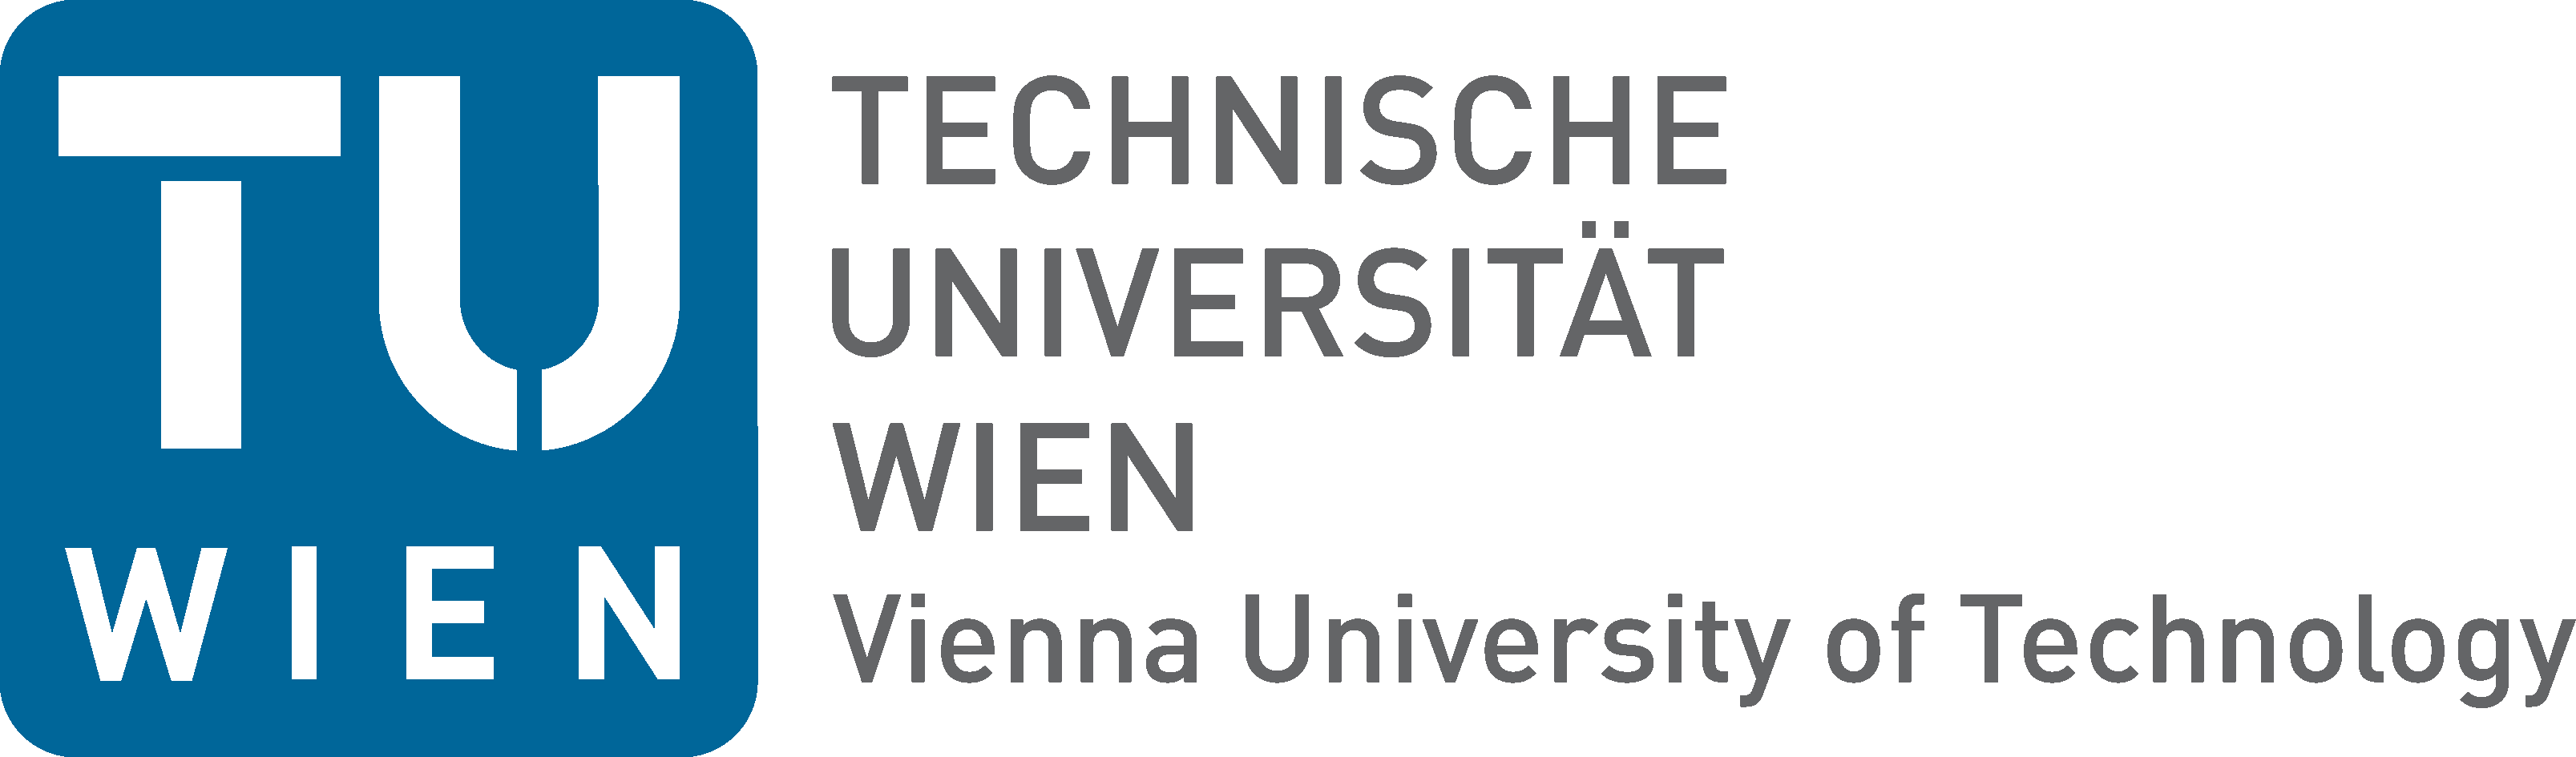 TU
WIEN
TECHNISCHE
UNIVERSITÄT
WIEN
Vienna University of Technology